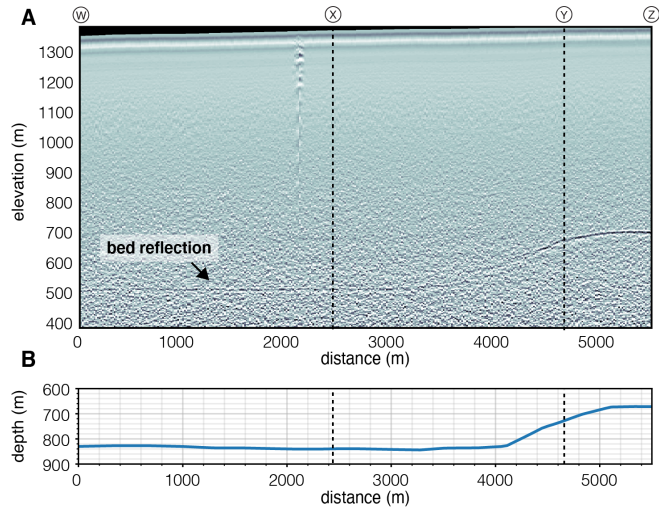 A
W X Y Z
1300
1200
1100
1000
900
800
700
600
500
400
elevation (m)
bed reflection
0 1000 2000 3000 4000 5000
distance (m)
B
600
700
800
900
depth (m)
0 1000 2000 3000 4000 5000
distance (m)